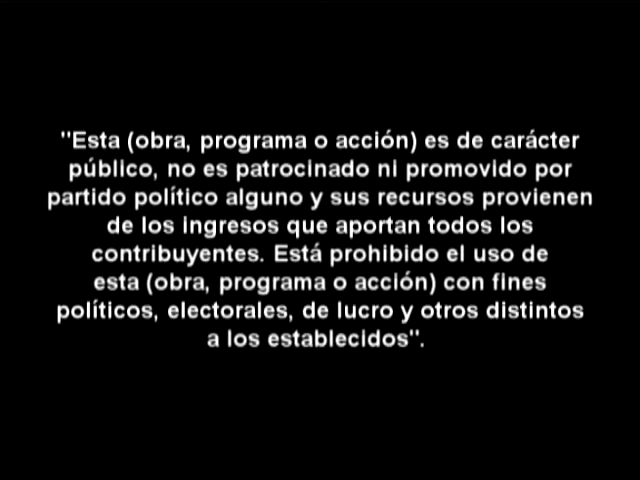 "Esta (obra, programa o acción) es de carácter
público, no es patrocinado ni promovido por
partido político alguno y sus recursos provienen
de los ingresos que aportan todos los
contribuyentes. Está prohibido el uso de
esta (obra, programa o acción) con fines
políticos, electorales, de lucro y otros distintos
a los establecidos".